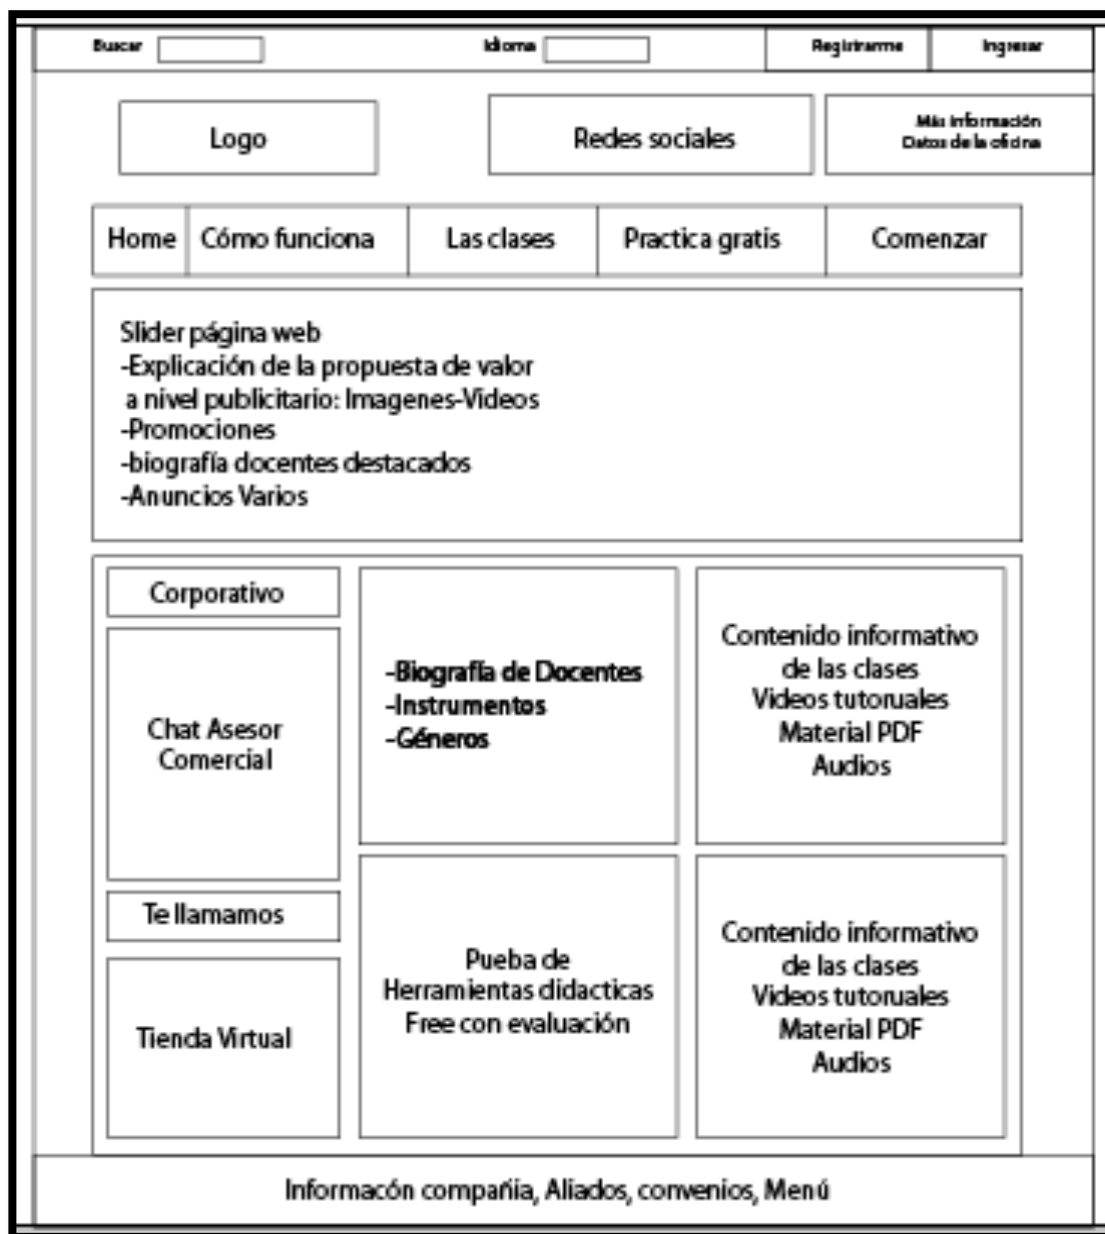 Buscar
Idioma
Registrarme
Ingresar
Logo
Redes sociales
Más información
Datos de la oficina
Home
Cómo funciona
Las clases
Practica gratis
Comenzar
Slider página web
-Explicación de la propuesta de valor
a nivel publicitario: Imagenes-Videos
-Promociones
-biografía docentes destacados
-Anuncios Varios
Corporativo
Chat Asesor
Comercial
Te llamamos
Tienda Virtual
-Biografía de Docentes
-Instrumentos
-Géneros
Pueba de
Herramientas didacticas
Free con evaluación
Contenido informativo
de las clases
Videos tutoruales
Material PDF
Audios
Contenido informativo
de las clases
Videos tutoruales
Material PDF
Audios
Informacón compañia, Aliados, convenios, Menú